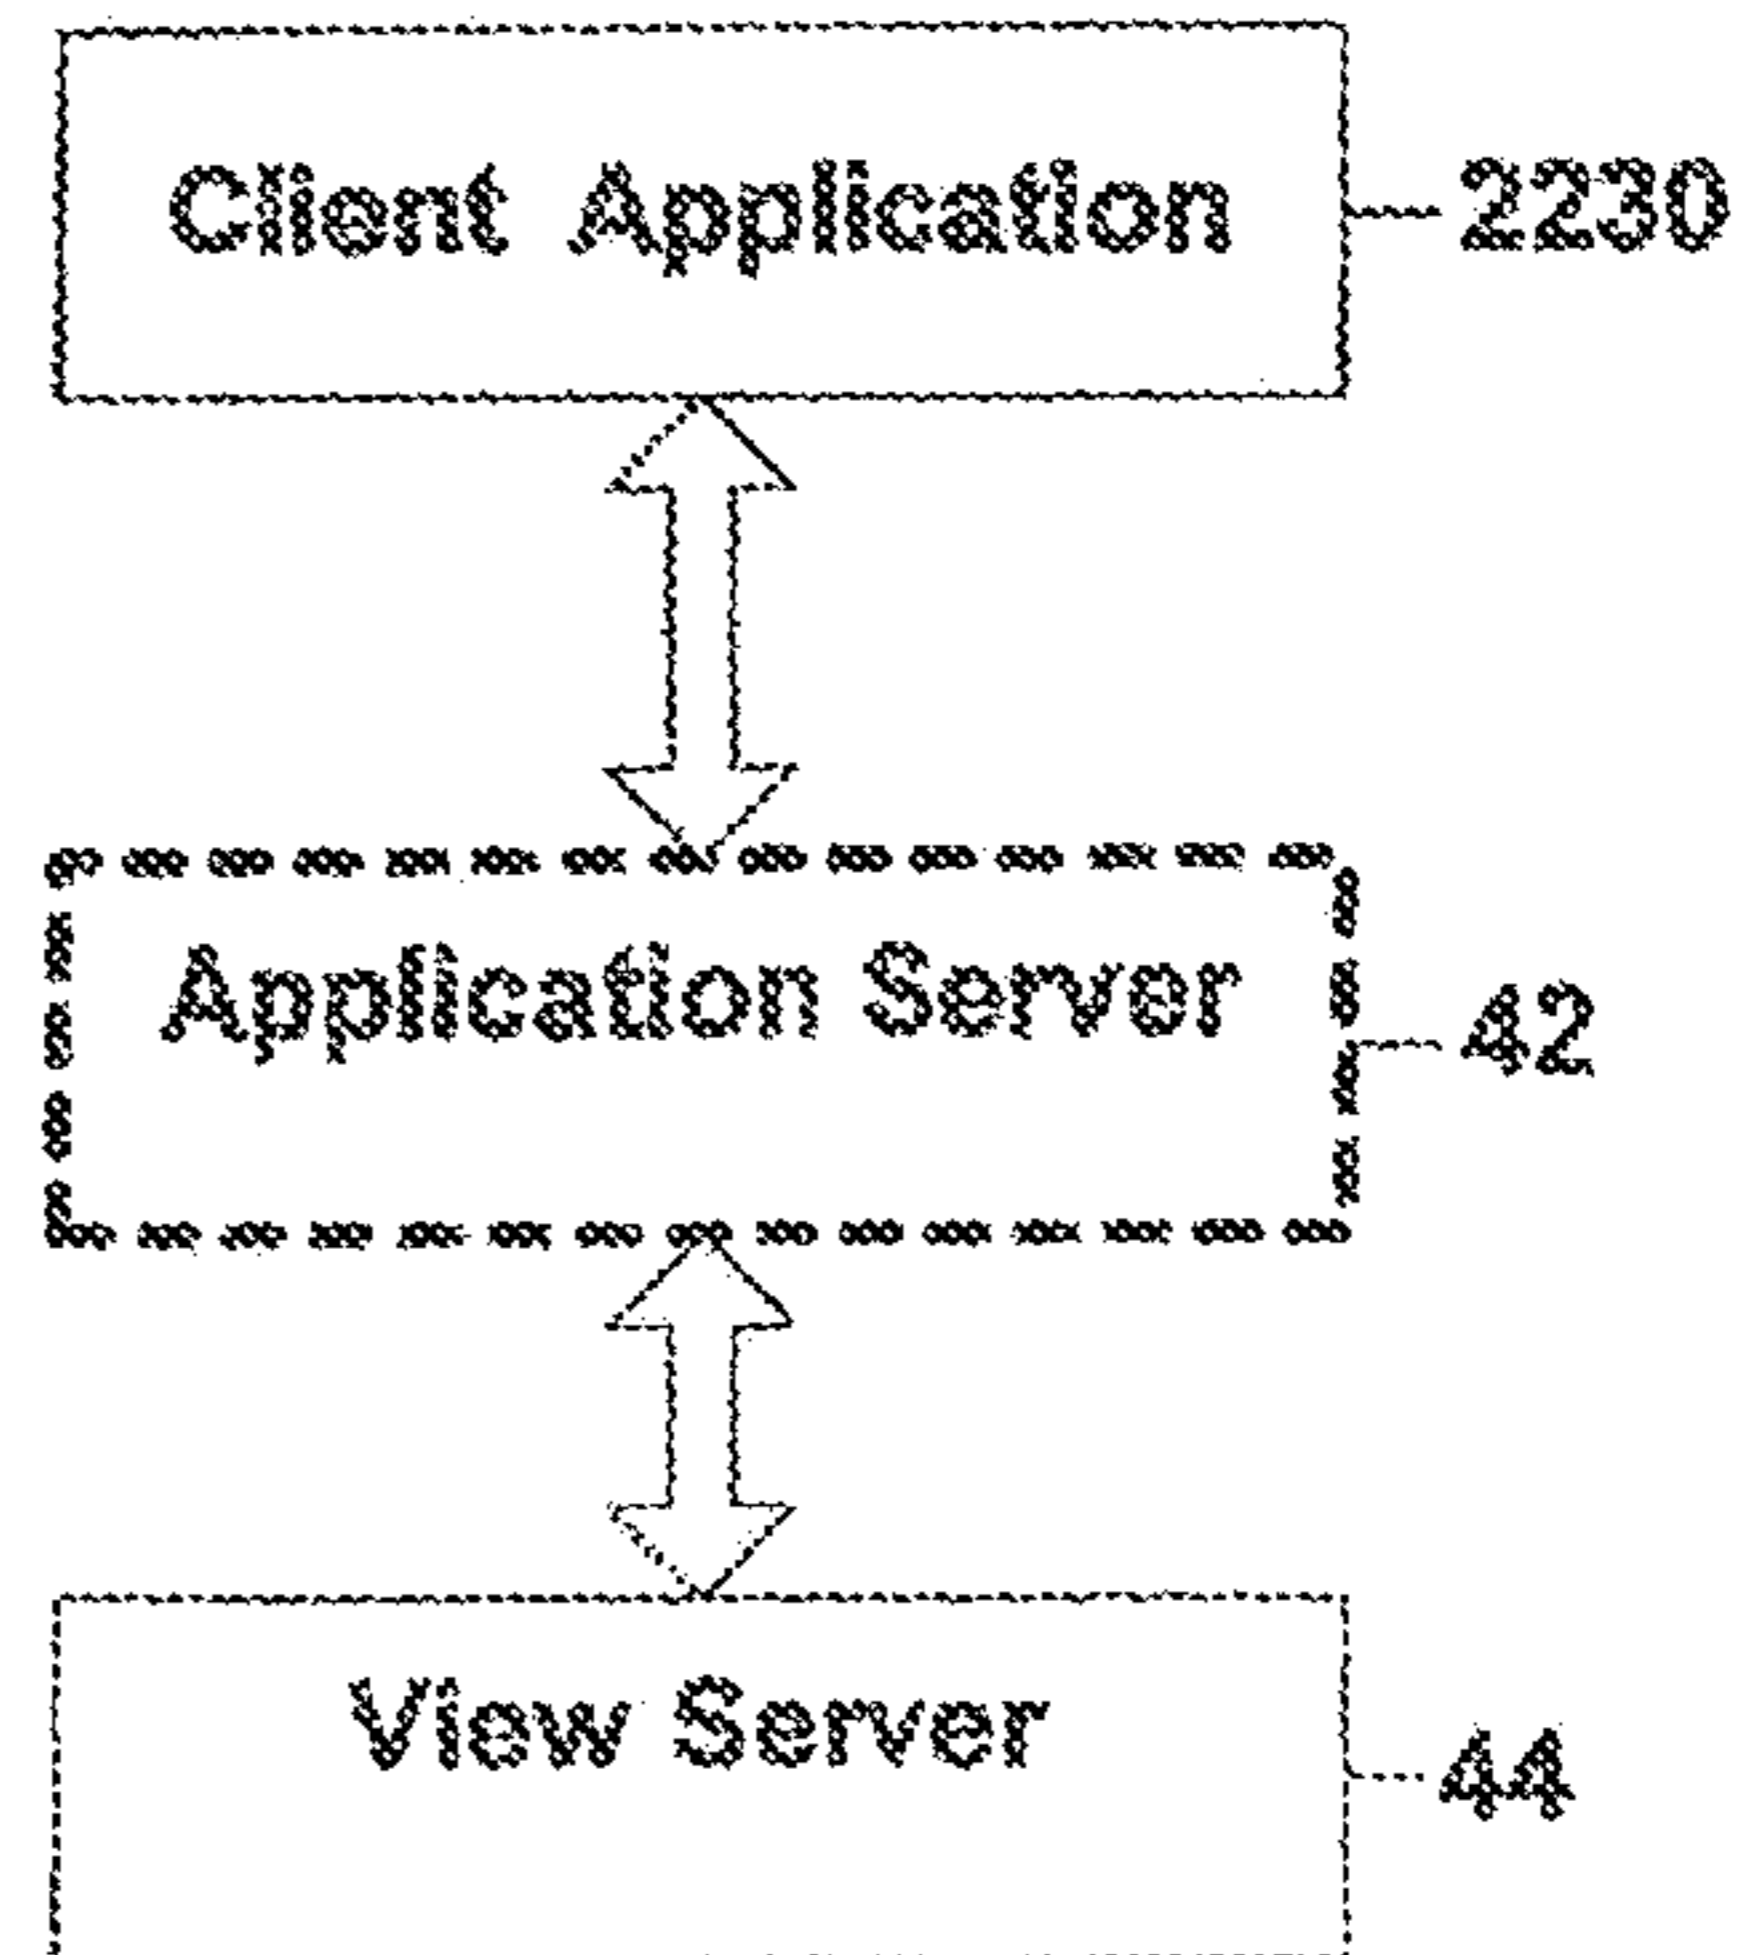 Client Application
2230
Application Server
42
View Server
44